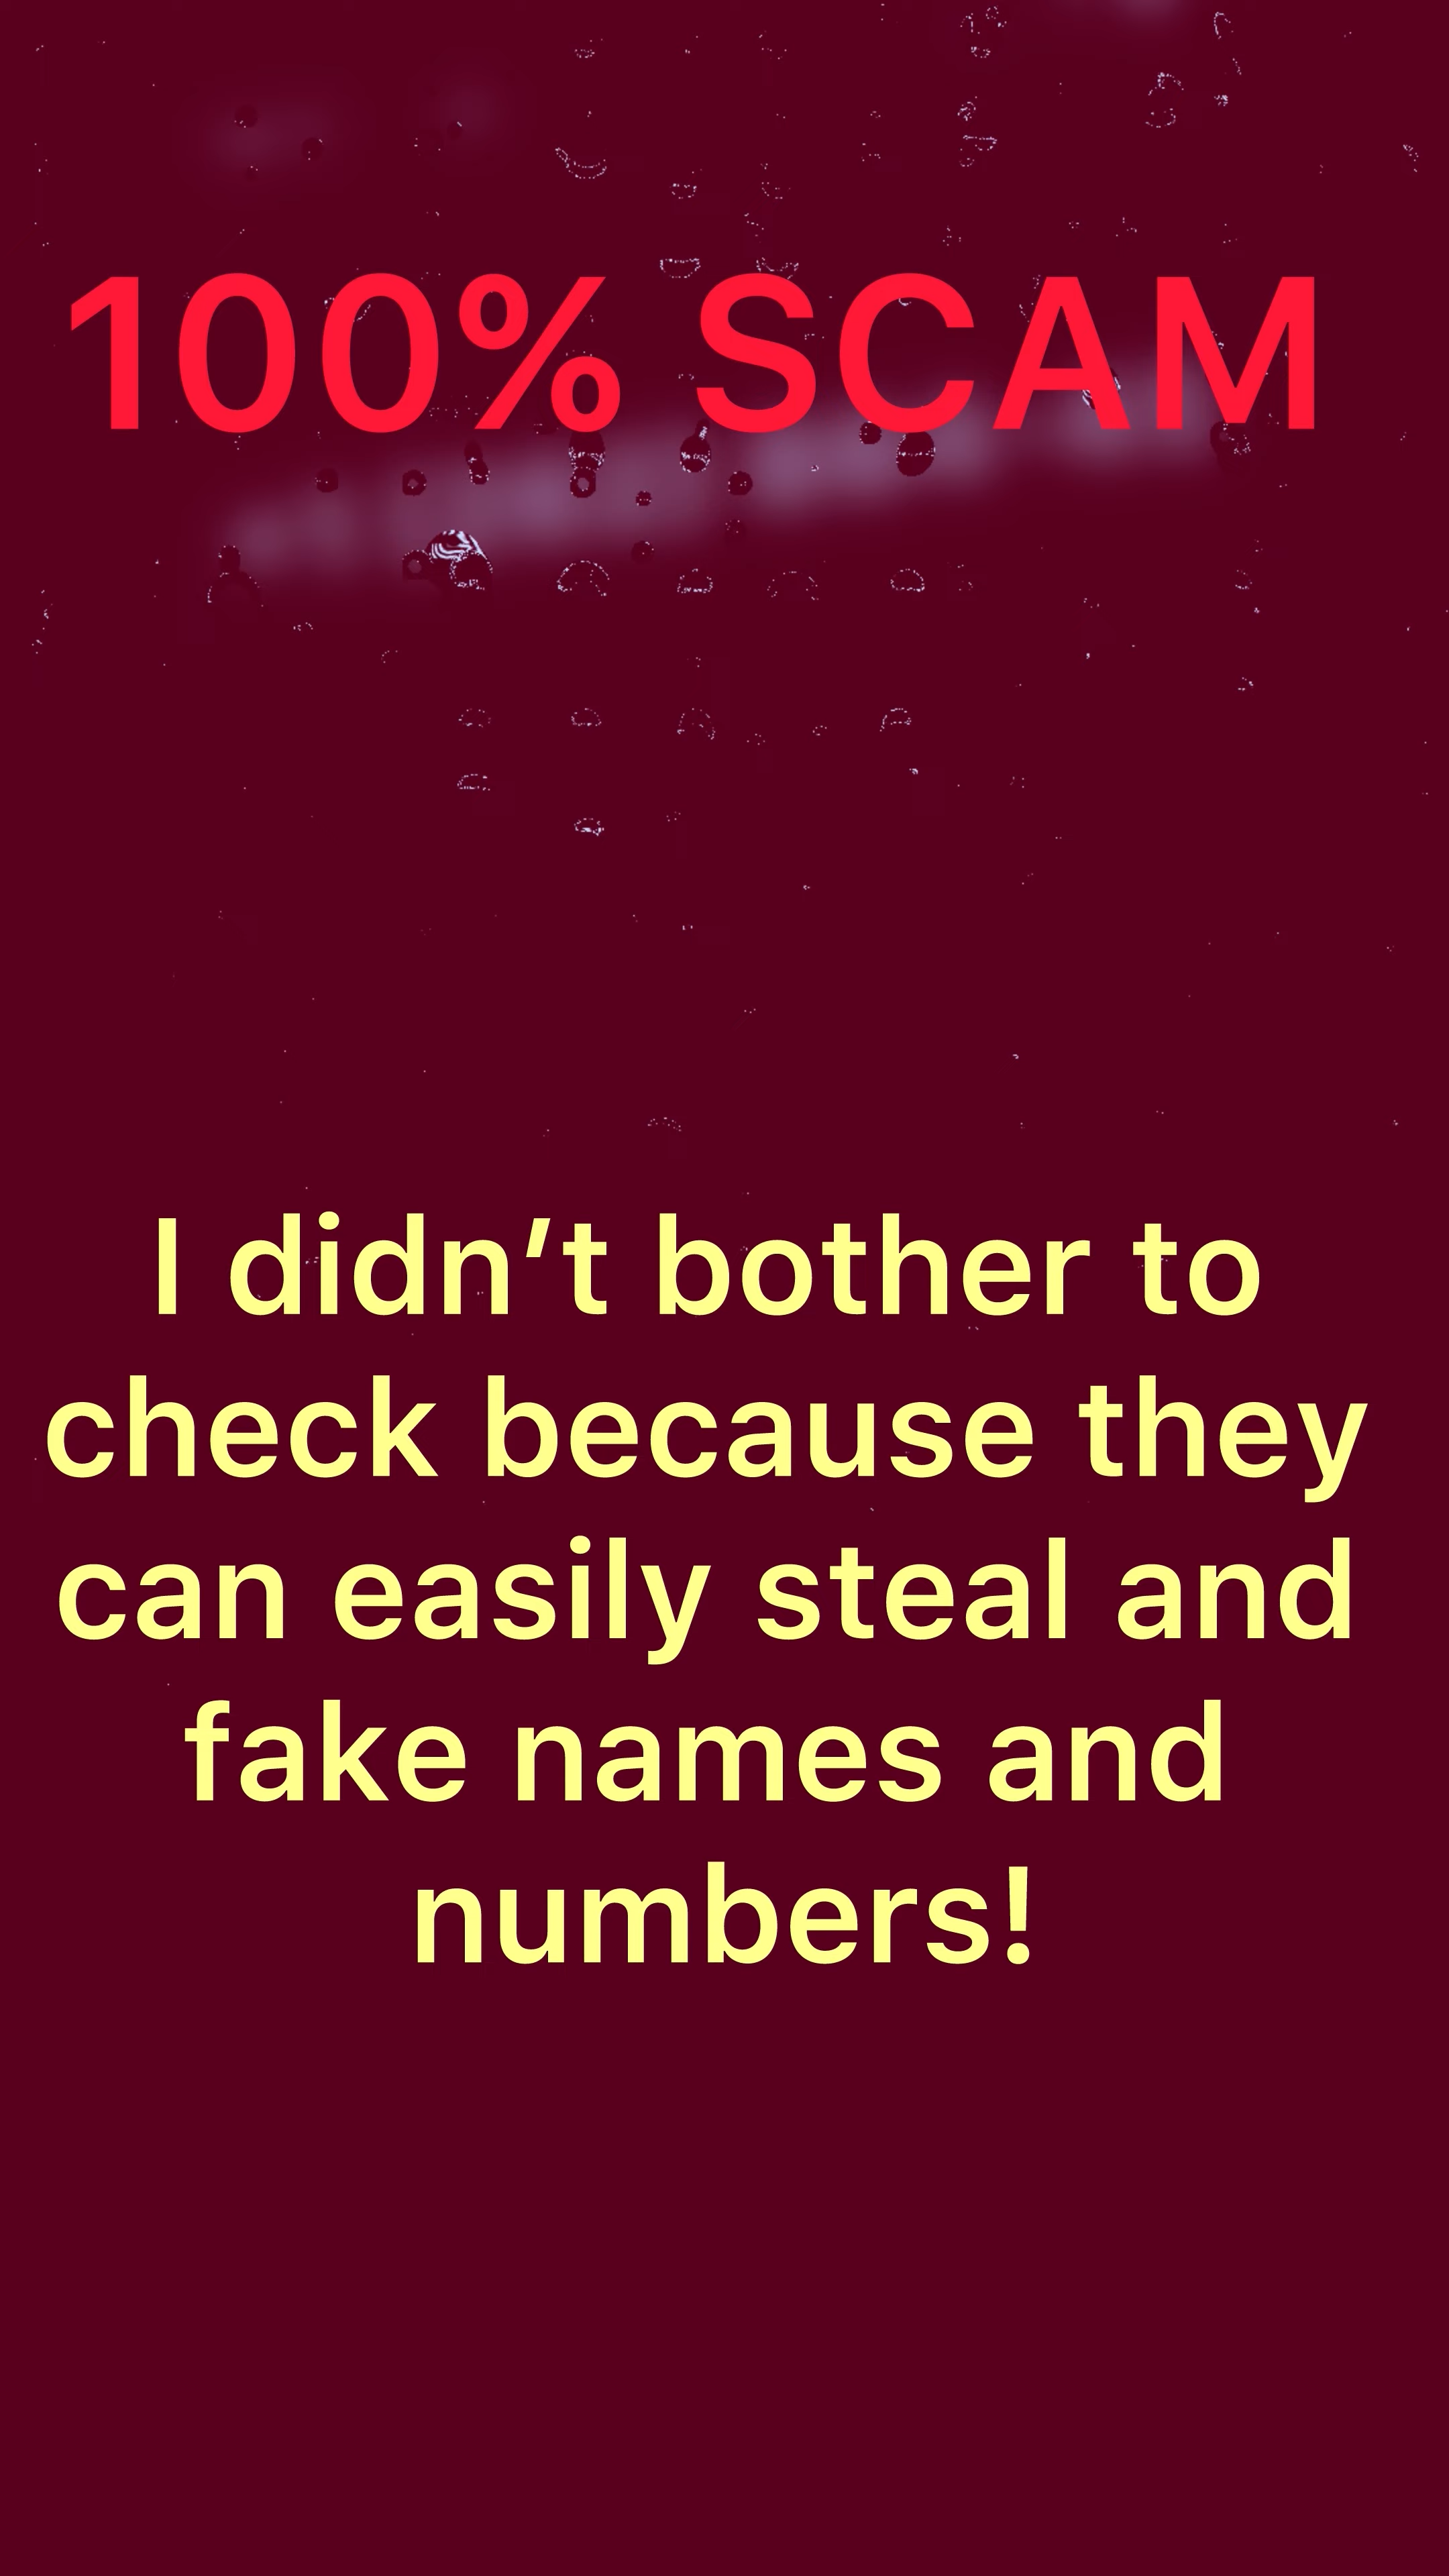 100% SCAM
I didn’t bother to
check because they
can easily steal and
fake names and
numbers!